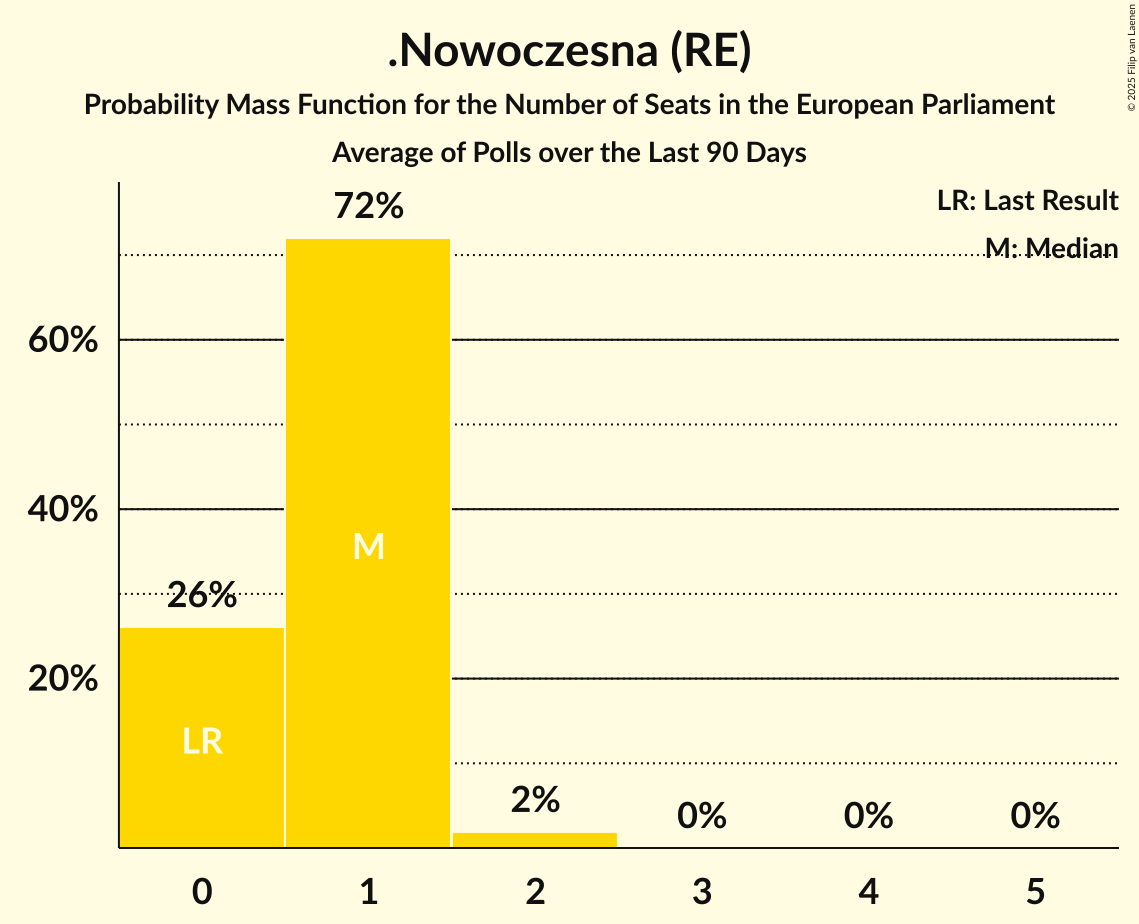 .Nowoczesna (RE)
Probability Mass Function for the Number of Seats in the European Parliament
Average of Polls over the Last 90 Days
© 2025 Filip van Laenen
LR: Last Result
M: Median
72%
60%
40%
M
26%
20%
LR
2%
0%
0%
0%
0
1
2
3
4
5